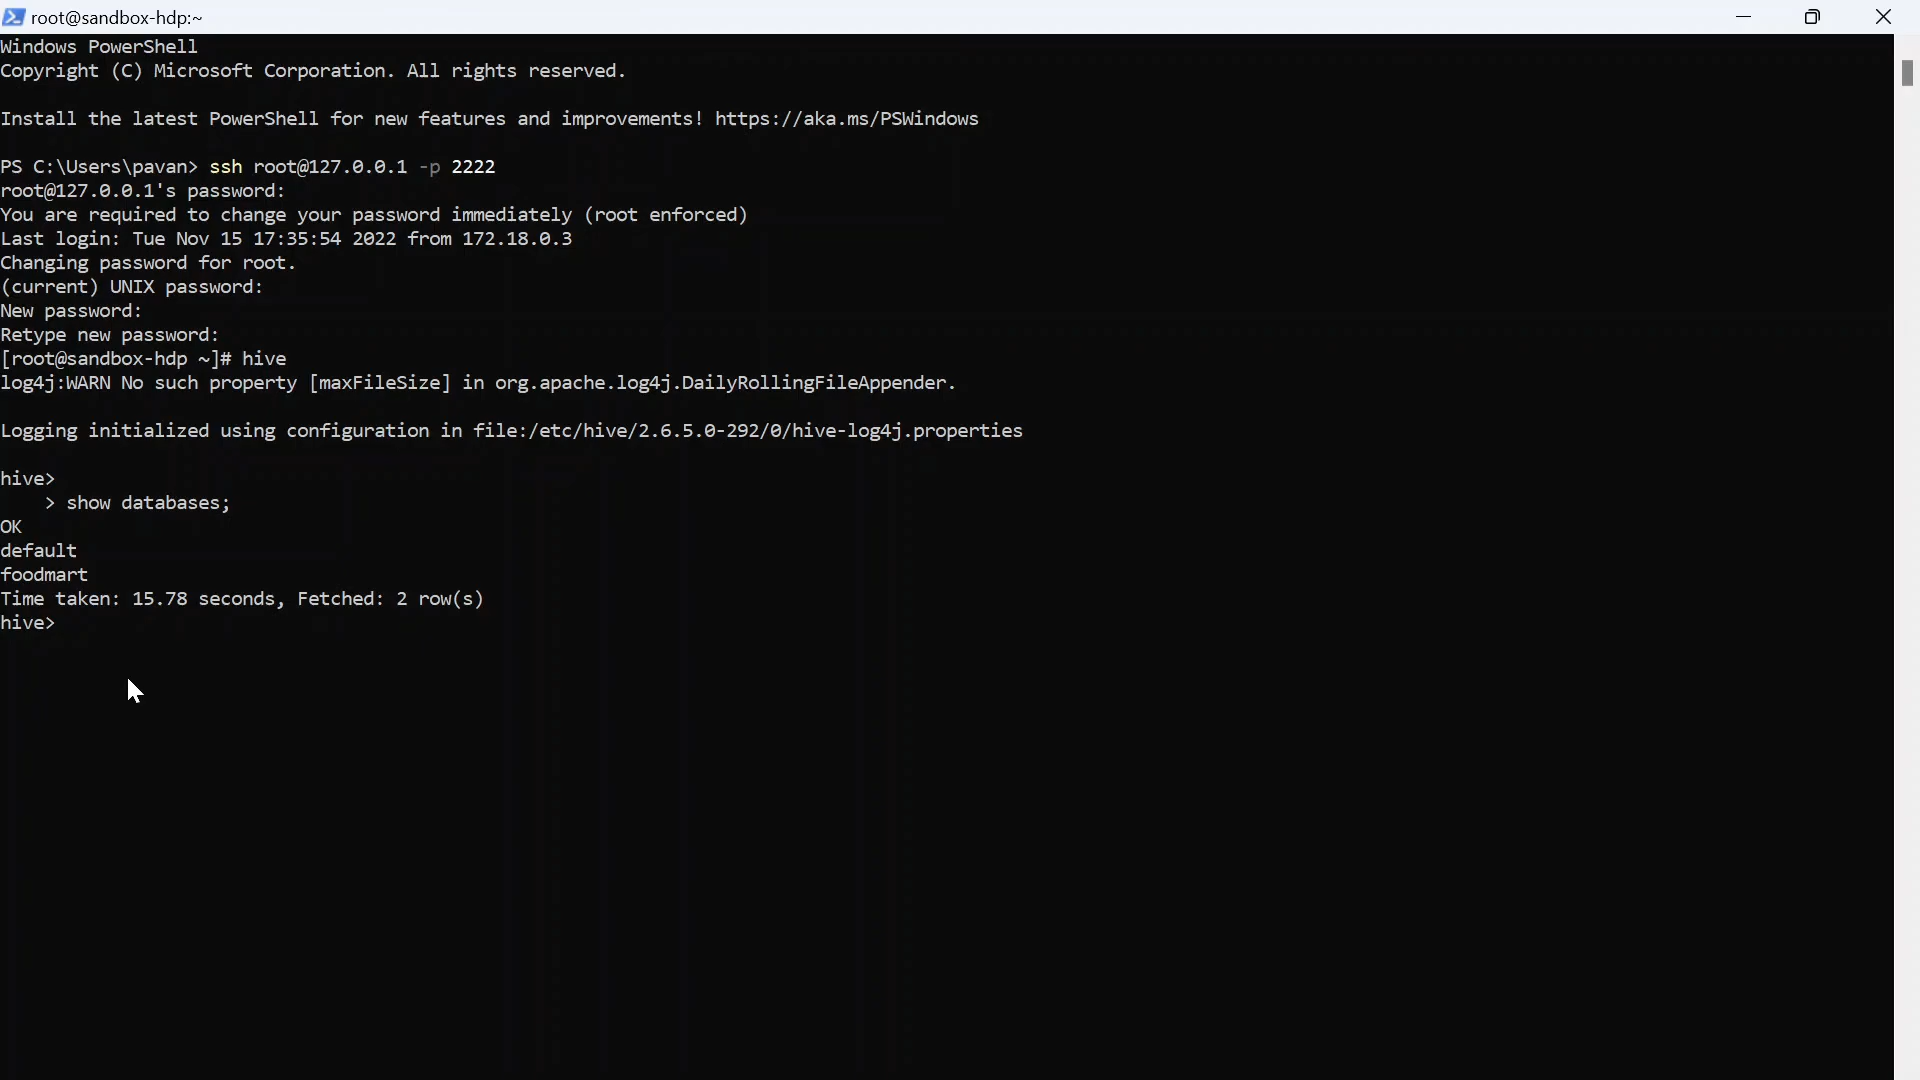 root@sandbox-hdp:~
Windows PowerShell
Copyright (C) Microsoft Corporation. All rights reserved.
Install the latest PowerShell for new features and improvements! https://aka.ms/PSWindows
PS C:\Users\pavan> ssh root@127.0.0.1 -p 2222
root@127.0.0.1's password:
You are required to change your password immediately (root enforced)
Last login: Tue Nov 15 17:35:54 2022 from 172.18.0.3
Changing password for root.
(current) UNIX password:
New password:
Retype new password:
[root@sandbox-hdp ~]# hive
log4j:WARN No such property [maxFileSize] in org.apache.log4j.DailyRollingFileAppender.
Logging initialized using configuration in file:/etc/hive/2.6.5.0-292/0/hive-log4j.properties
hive>
    > show databases;
OK
default
foodmart
Time taken: 15.78 seconds, Fetched: 2 row(s)
hive>